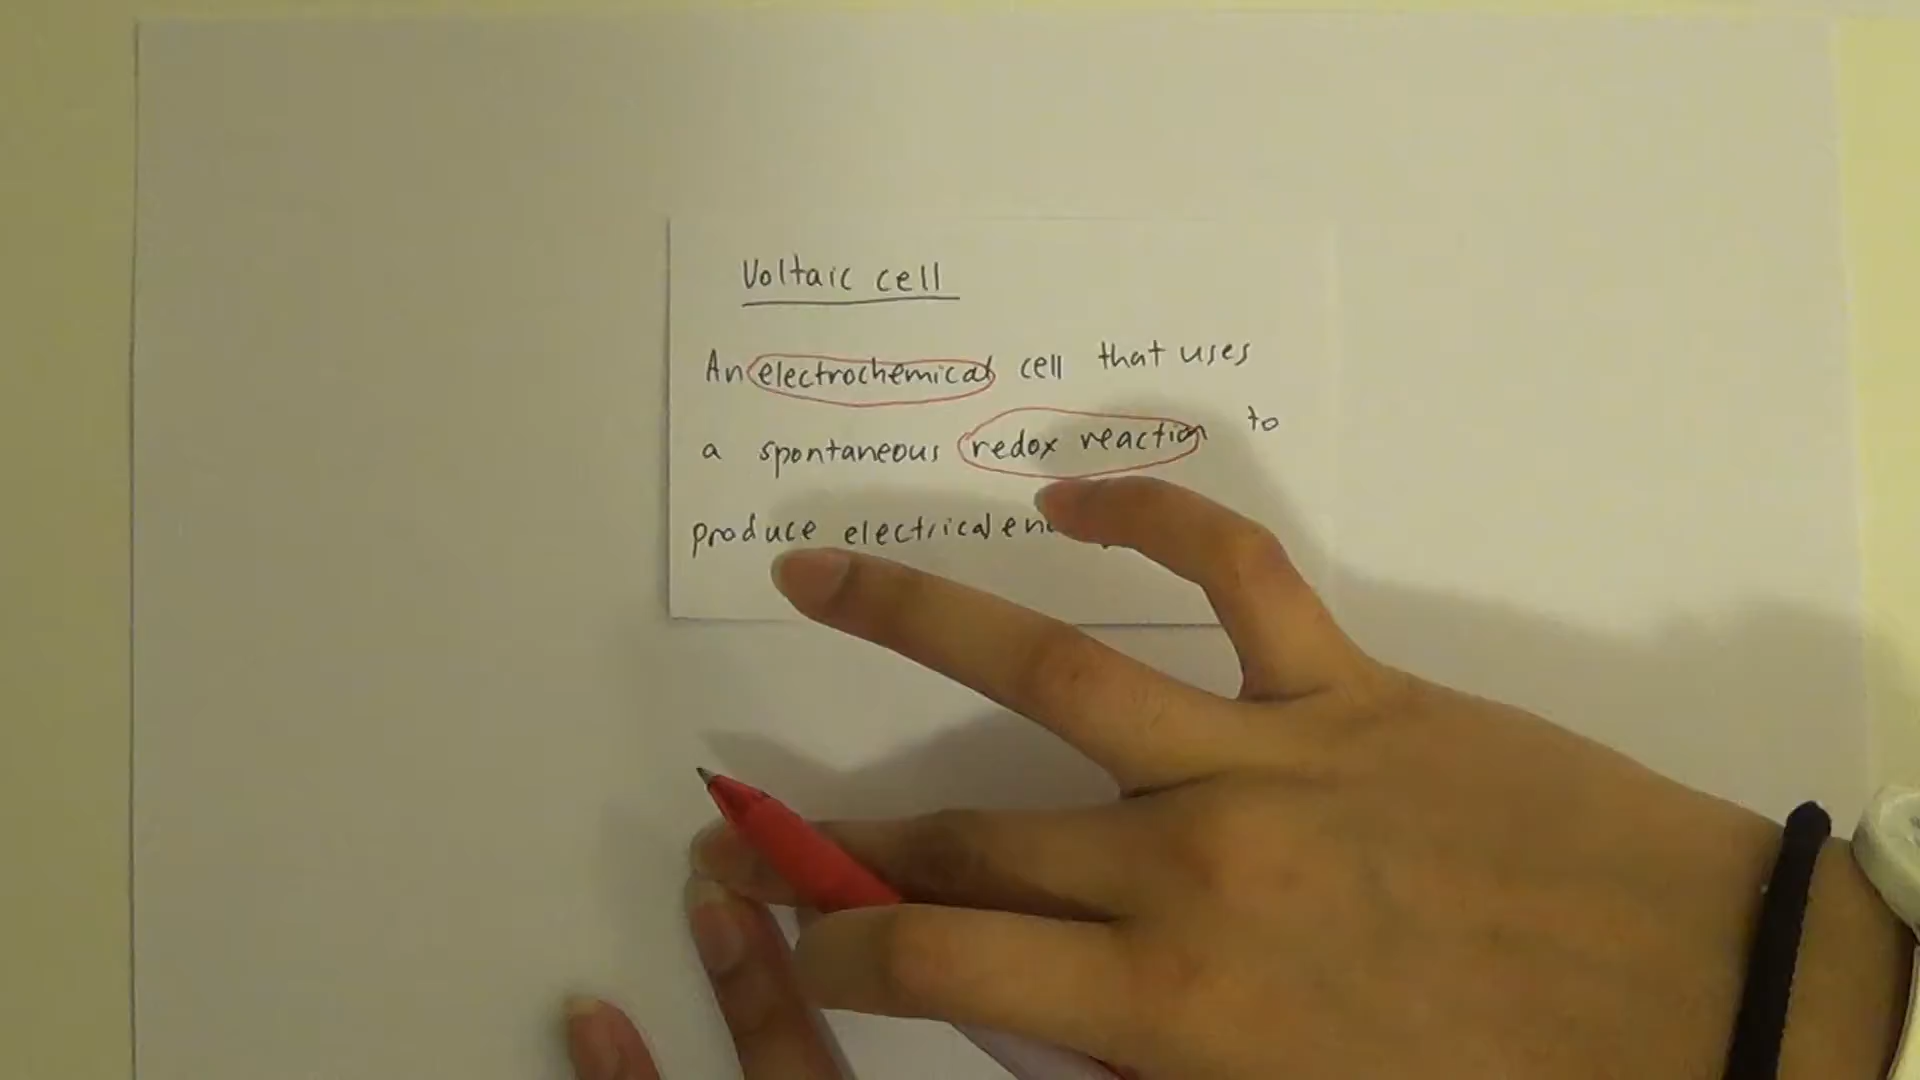 Voltaic cell
An electrochemical cell that uses
a spontaneous redox reaction to
produce electrical